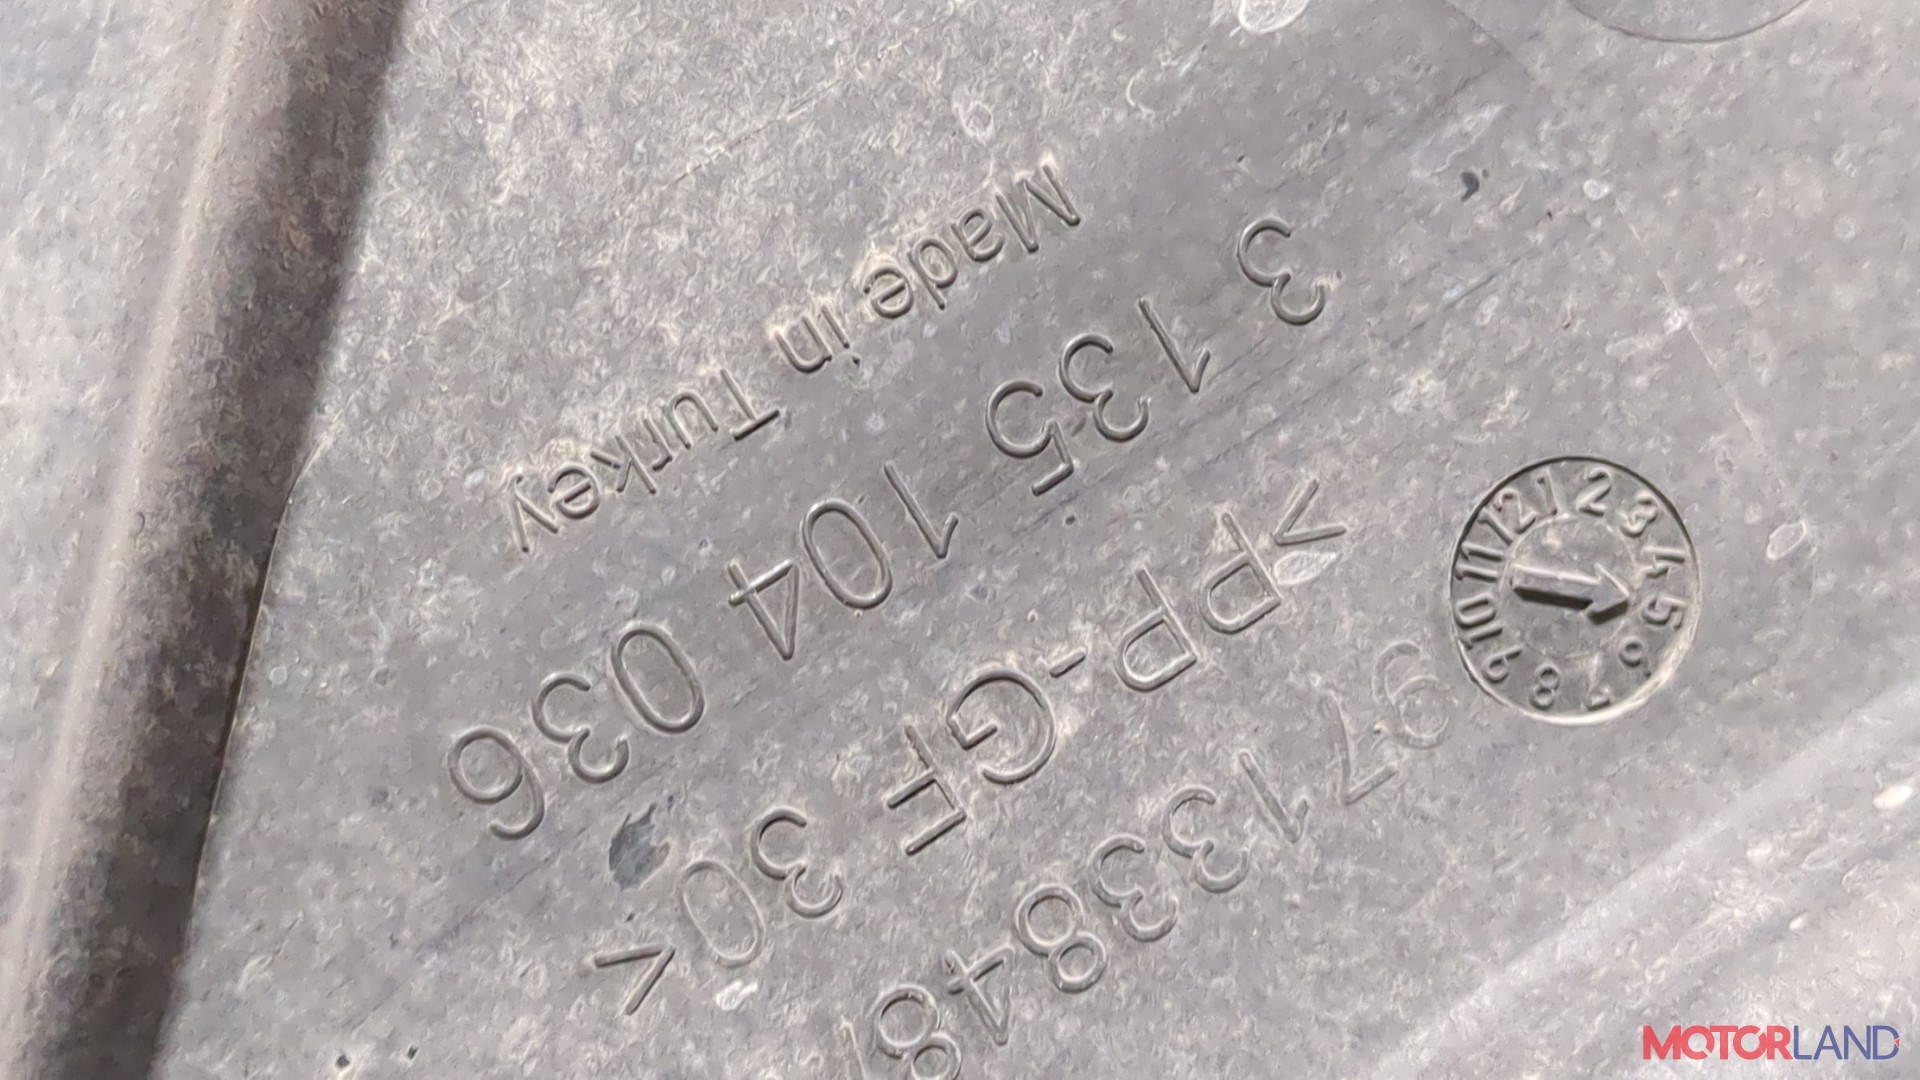 97133848/
>PP-GF 30<
3 135 104 036
Made in Turkey
1 2 3 4 5 6 7 8 9 10 11 12
MOTORLAND